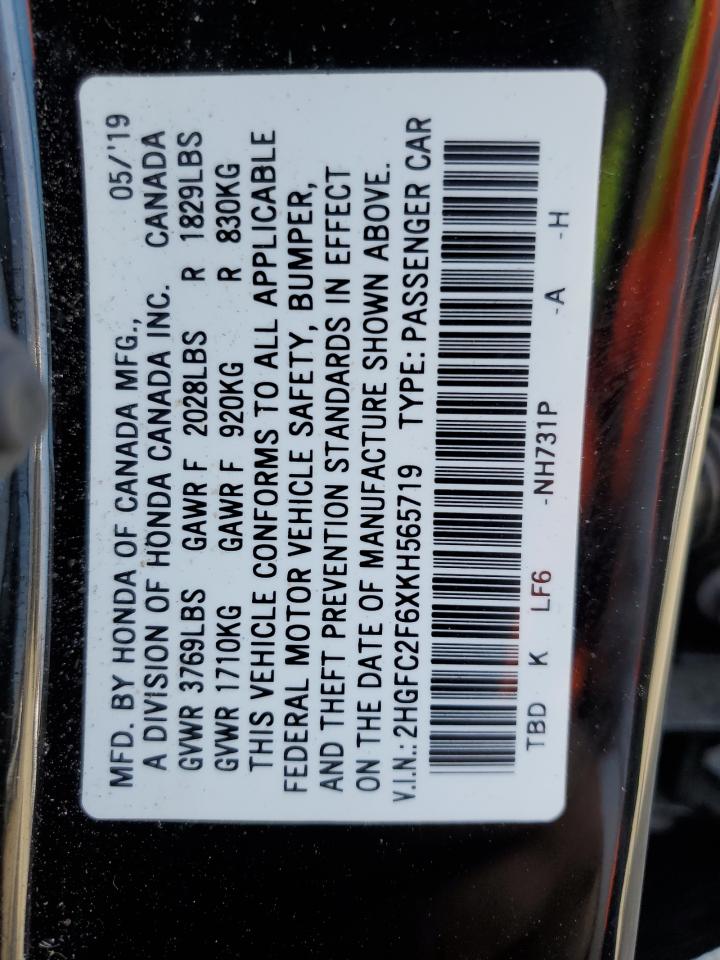 MFD. BY HONDA OF CANADA MFG., 05/'19
A DIVISION OF HONDA CANADA INC. CANADA
GVWR 3769LBS GAWR F 2028LBS R 1829LBS
GVWR 1710KG GAWR F 920KG R 830KG
THIS VEHICLE CONFORMS TO ALL APPLICABLE
FEDERAL MOTOR VEHICLE SAFETY, BUMPER,
AND THEFT PREVENTION STANDARDS IN EFFECT
ON THE DATE OF MANUFACTURE SHOWN ABOVE.
V.I.N.: 2HGFC2F6XKH565719 TYPE: PASSENGER CAR
TBD K LF6 -NH731P -A -H